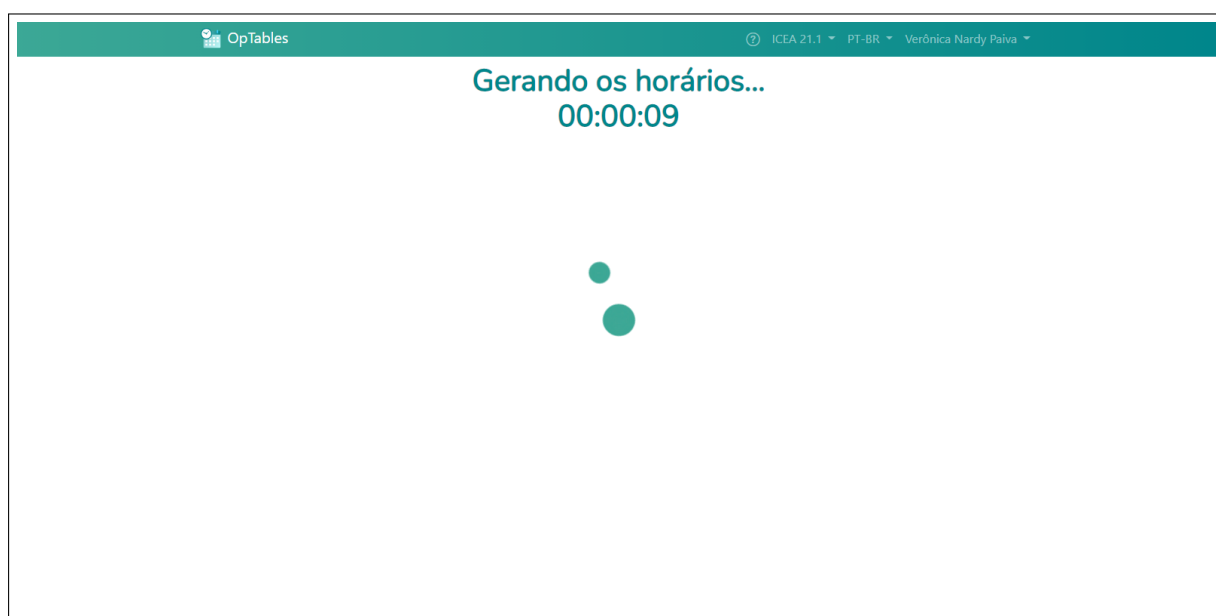 OpTables
? ICEA 21.1 PT-BR Verônica Nardy Paiva
Gerando os horários...
00:00:09